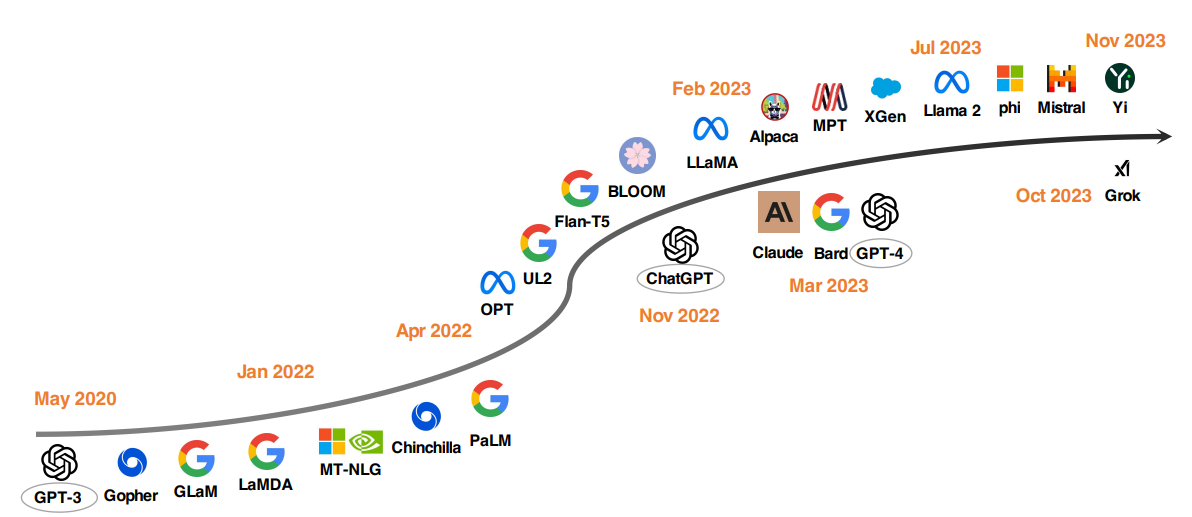 Nov 2023
Jul 2023
Feb 2023
Alpaca
MPT
XGen
Llama 2
phi
Mistral
Yi
LLaMA
BLOOM
Flan-T5
UL2
OPT
Apr 2022
Jan 2022
May 2020
GPT-3
Gopher
GLaM
LaMDA
MT-NLG
Chinchilla
PaLM
ChatGPT
Nov 2022
Claude
Bard
GPT-4
Mar 2023
Oct 2023
Grok